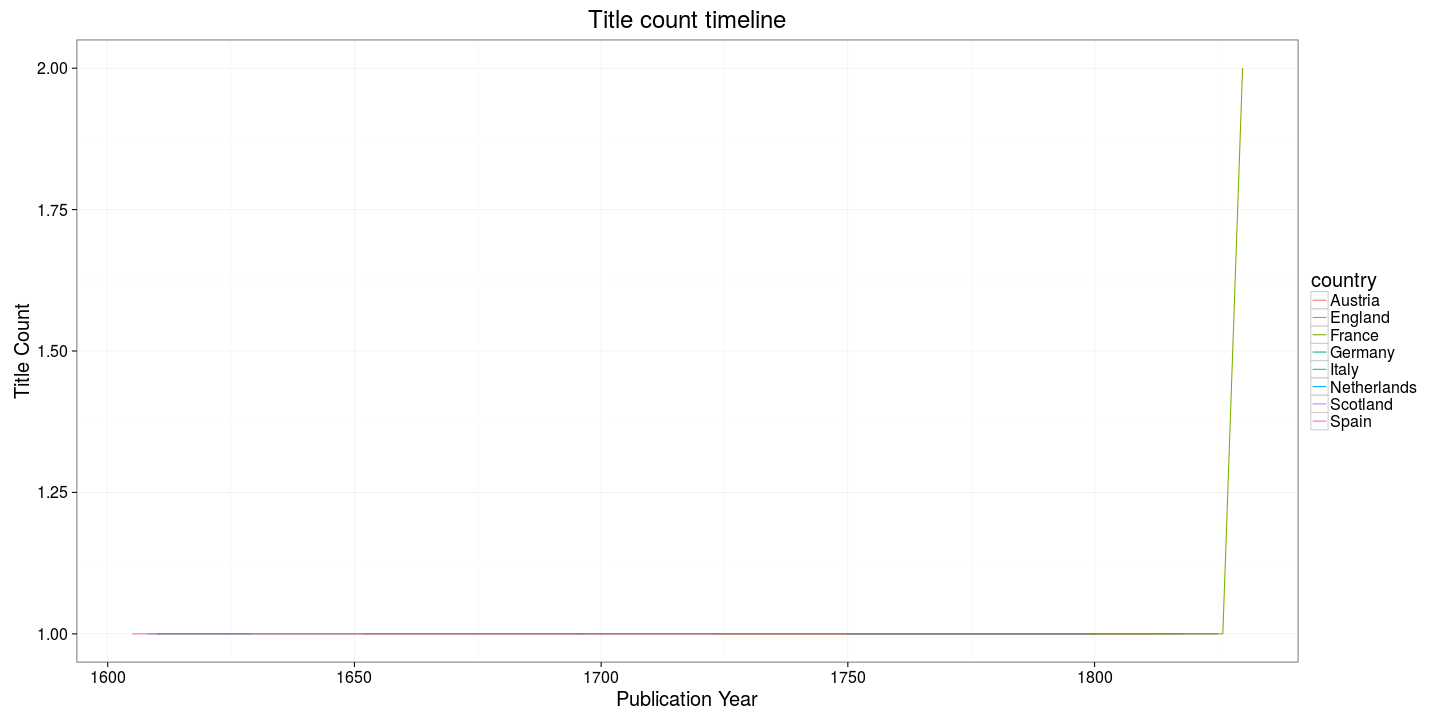 Title count timeline
2.00
1.75
1.50
1.25
1.00
Title Count
1600
1650
1700
1750
1800
Publication Year
country
Austria
England
France
Germany
Italy
Netherlands
Scotland
Spain